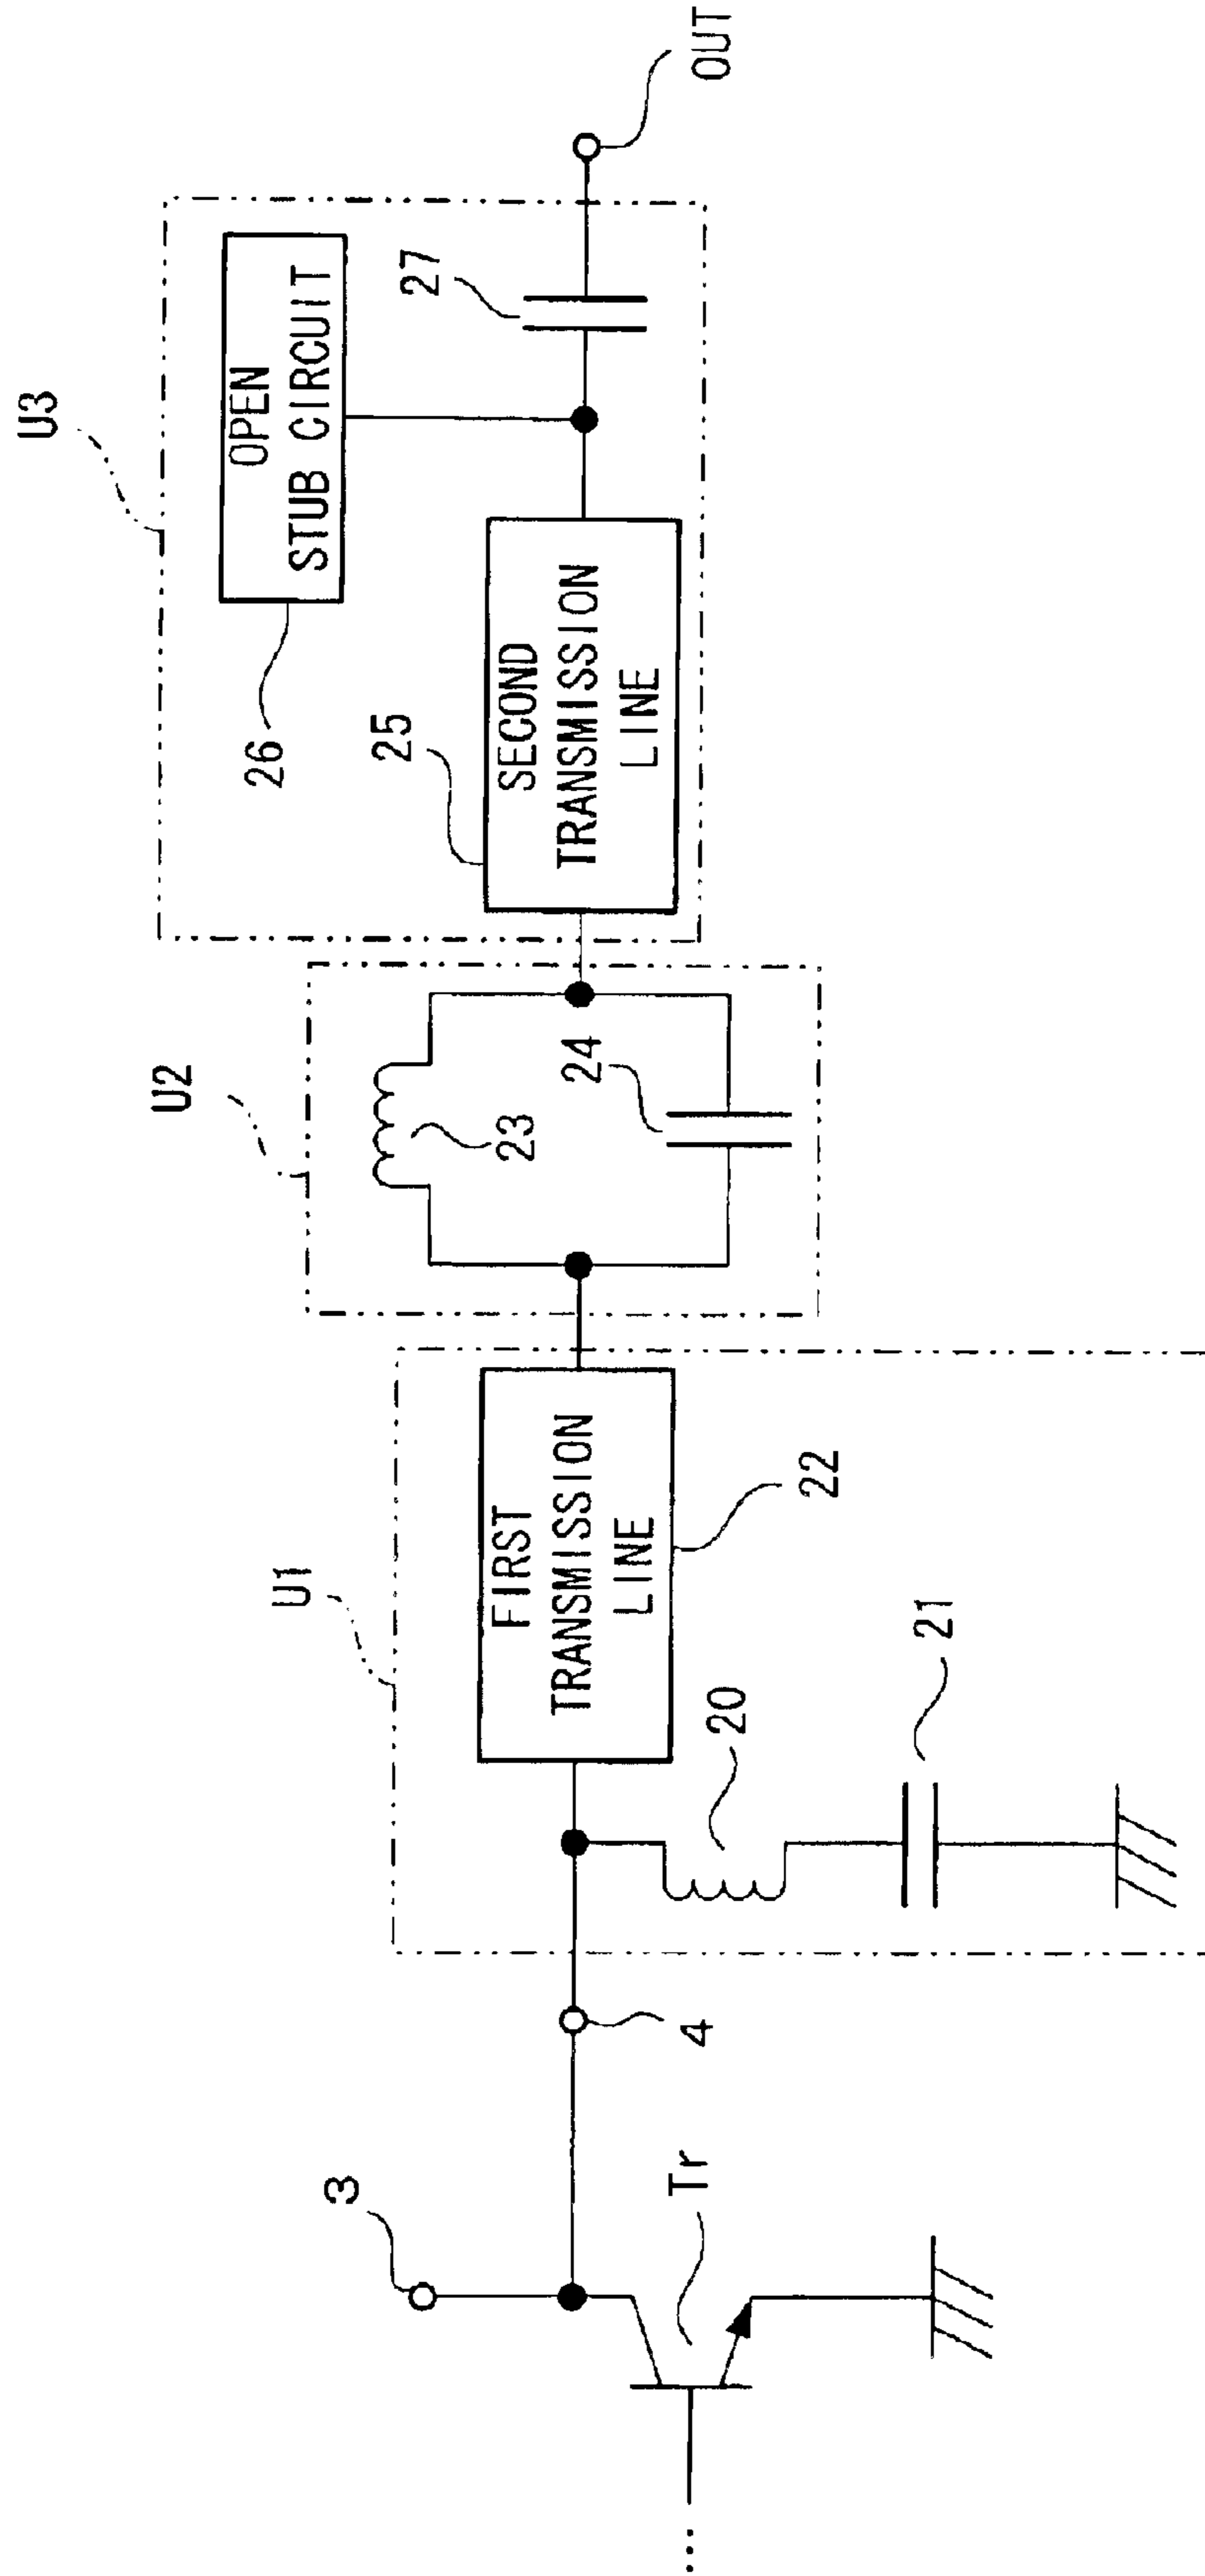 U3
OPEN
STUB CIRCUIT
26
27
OUT
25
SECOND
TRANSMISSION
LINE
U2
23
24
U1
FIRST
TRANSMISSION
LINE
22
20
21
3
4
Tr
...